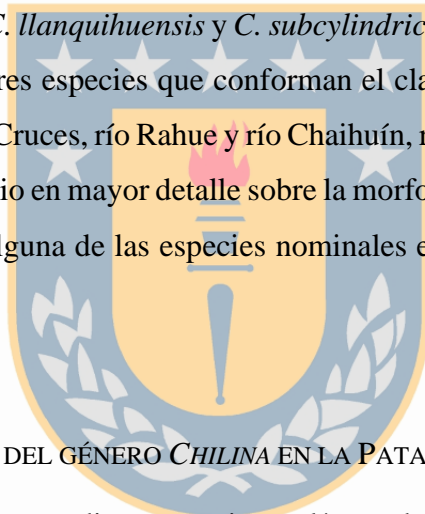 C. llanquihuensis y C. subcylindric
res especies que conforman el cla
Cruces, río Rahue y río Chaihuín, r
io en mayor detalle sobre la morfo
lguna de las especies nominales e
DEL GÉNERO CHILINA EN LA PATA